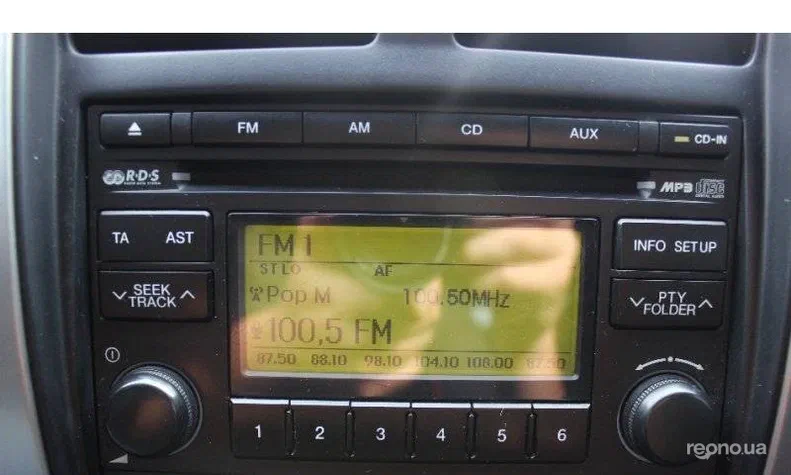 FM AM CD AUX CD-IN
R·D·S MP3 disc
TA AST
INFO SETUP
SEEK
TRACK
PTY
FOLDER
FM 1
ST LO AF
Pop M 100.50MHz
100,5 FM
87.50 88.10 98.10 104.10 108.00 87.50
1 2 3 4 5 6
reono.ua